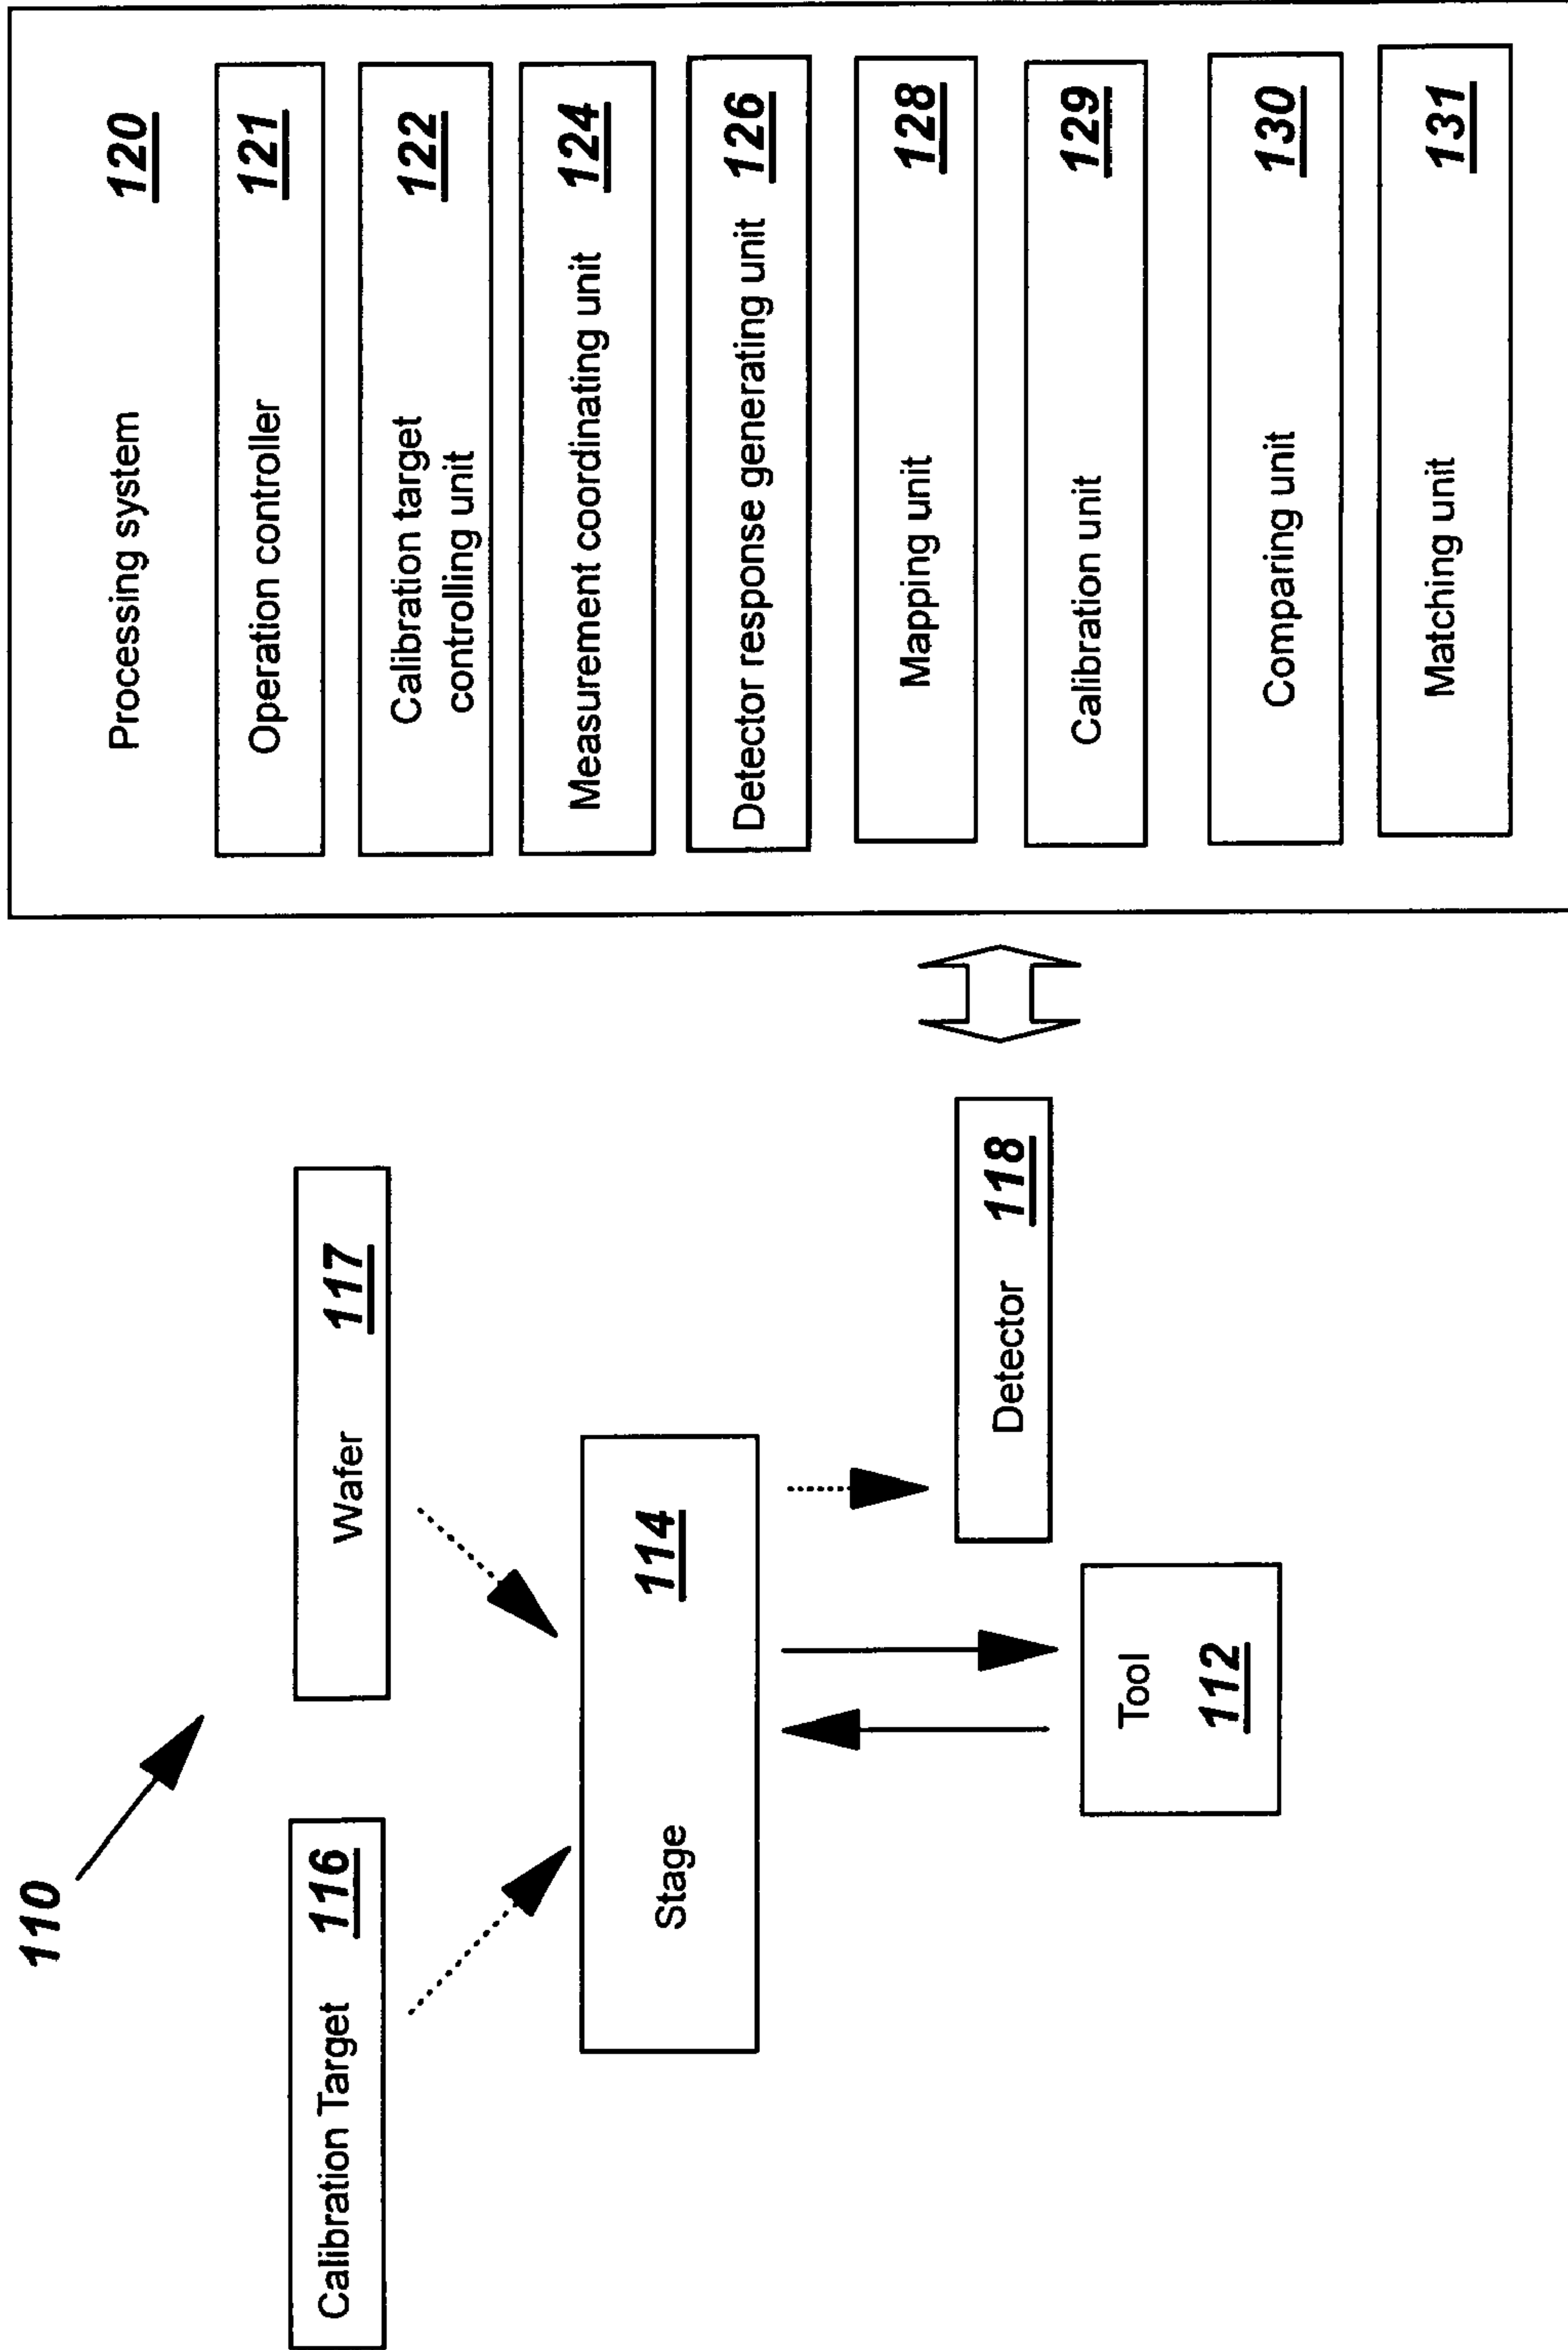 110
Calibration Target 116
Wafer 117
Stage 114
Tool 112
Detector 118
Processing system 120
Operation controller 121
Calibration target
controlling unit 122
Measurement coordinating unit 124
Detector response generating unit 126
Mapping unit 128
Calibration unit 129
Comparing unit 130
Matching unit 131